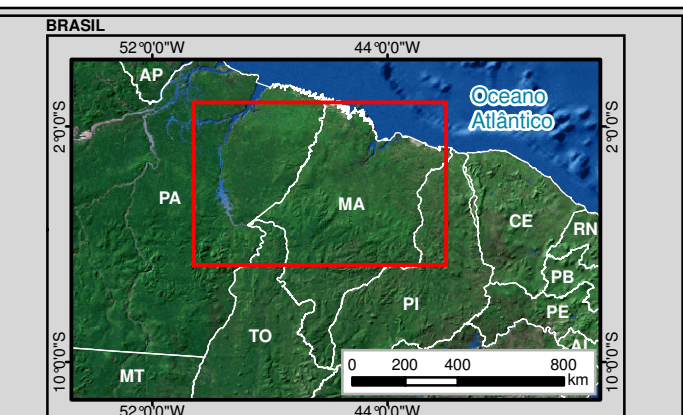 BRASIL
52°0'0"W 44°0'0"W
AP
Oceano
Atlântico
2°0'0"S
2°0'0"S
PA
MA
CE
RN
PB
PI
PE
TO
AL
0 200 400 800
km
10°0'0"S
10°0'0"S
MT
52°0'0"W 44°0'0"W